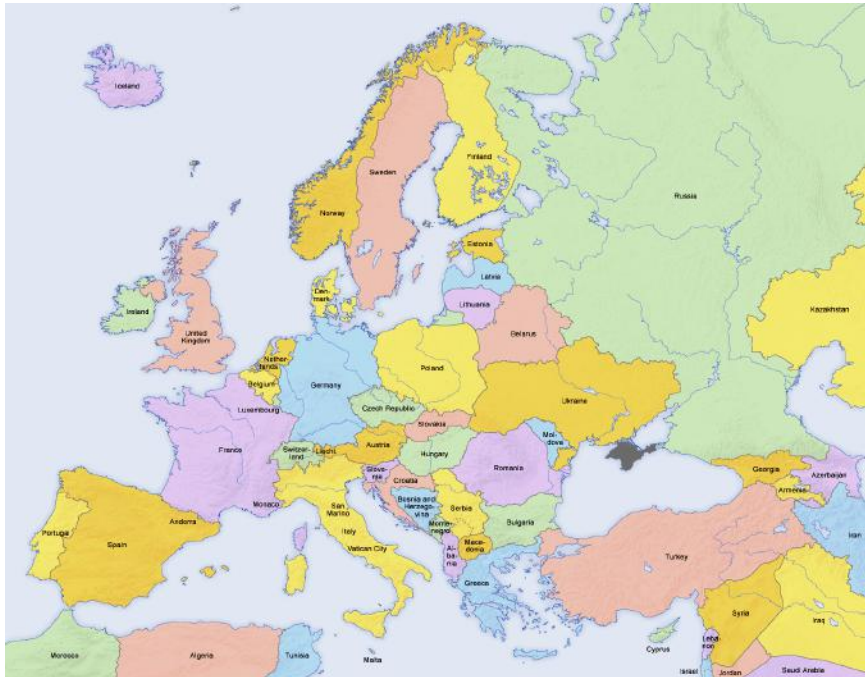 Iceland
Finland
Sweden
Russia
Norway
Estonia
Latvia
Den-
mark
Lithuania
Kazakhstan
Ireland
United
Kingdom
Belarus
Nether-
lands
Belgium
Germany
Poland
Ukraine
Luxembourg
Czech Republic
Slovakia
France
Switzer-
land
Liecht.
Austria
Hungary
Mol-
dova
Romania
Slove-
nia
Croatia
Georgia
Azerbaijan
Armenia
Monaco
San
Marino
Bosnia and
Herzego-
vina
Serbia
Andorra
Portugal
Spain
Italy
Vatican City
Monte-
negro
Bulgaria
Iran
Al-
ba-
nia
Mace-
donia
Turkey
Greece
Syria
Iraq
Leba-
non
Cyprus
Morocco
Algeria
Tunisia
Malta
Israel
Jordan
Saudi Arabia